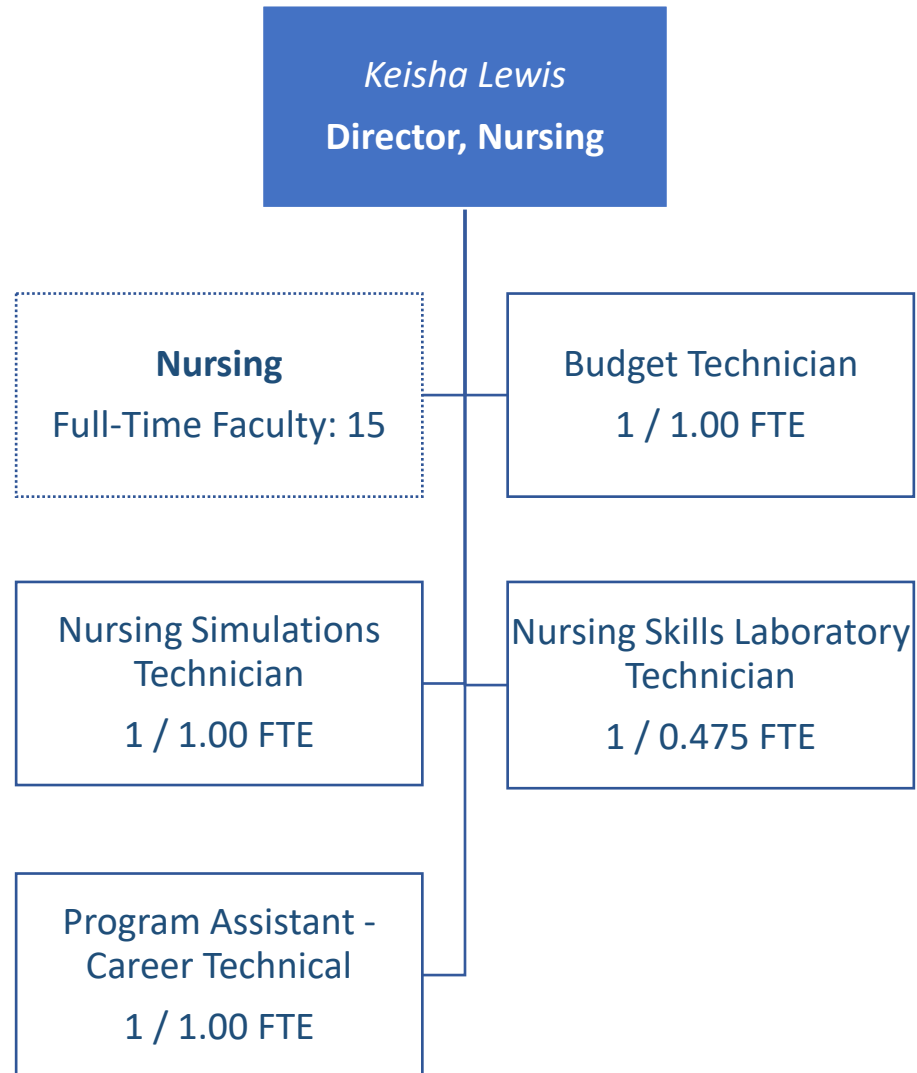 Keisha Lewis
Director, Nursing
Nursing
Full-Time Faculty: 15
Budget Technician
1 / 1.00 FTE
Nursing Simulations
Technician
1 / 1.00 FTE
Nursing Skills Laboratory
Technician
1 / 0.475 FTE
Program Assistant -
Career Technical
1 / 1.00 FTE